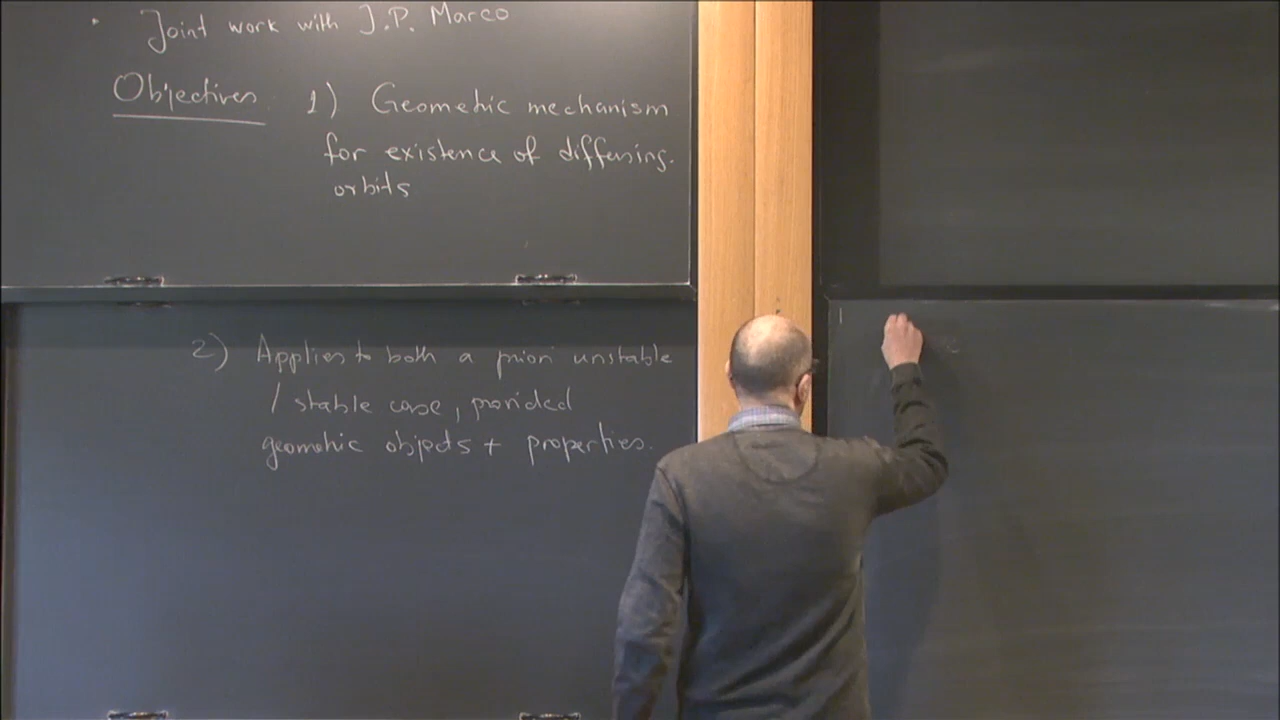 • Joint work with J.P. Marco
Objectives 1) Geometric mechanism
for existence of diffusing
orbits
2) Applies to both a priori unstable
/ stable case, provided
geometric objects + properties.